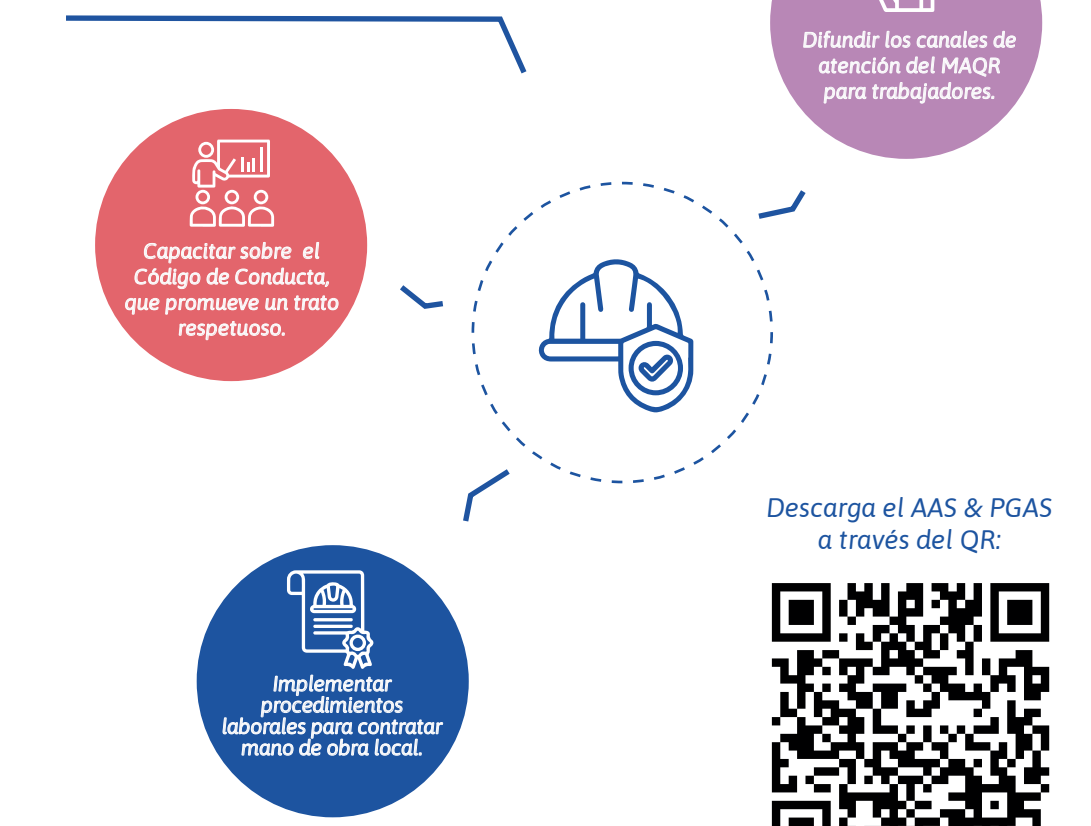 Difundir los canales de
atención del MAQR
para trabajadores.
Capacitar sobre el
Código de Conducta,
que promueve un trato
respetuoso.
Descarga el AAS & PGAS
a través del QR:
Implementar
procedimientos
laborales para contratar
mano de obra local.